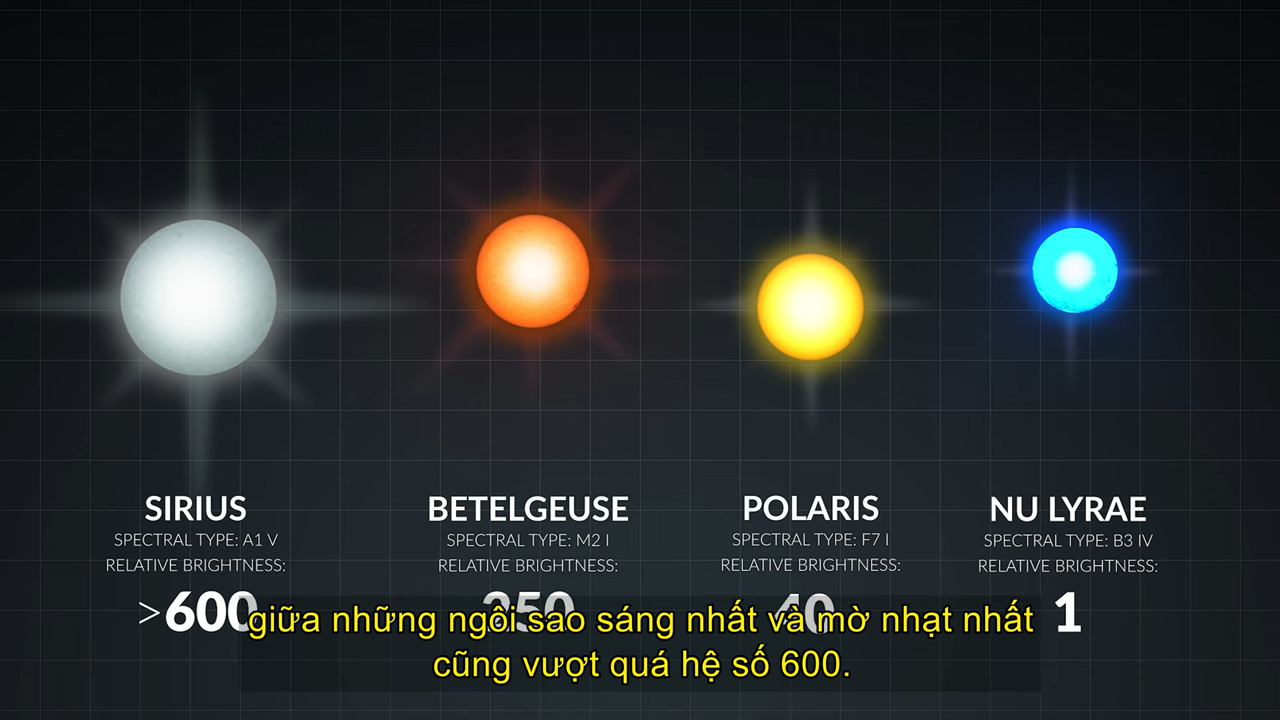 SIRIUS
SPECTRAL TYPE: A1 V
RELATIVE BRIGHTNESS:
>600
BETELGEUSE
SPECTRAL TYPE: M2 I
RELATIVE BRIGHTNESS:
250
POLARIS
SPECTRAL TYPE: F7 I
RELATIVE BRIGHTNESS:
40
NU LYRAE
SPECTRAL TYPE: B3 IV
RELATIVE BRIGHTNESS:
1
giữa những ngôi sao sáng nhất và mờ nhạt nhất
cũng vượt quá hệ số 600.